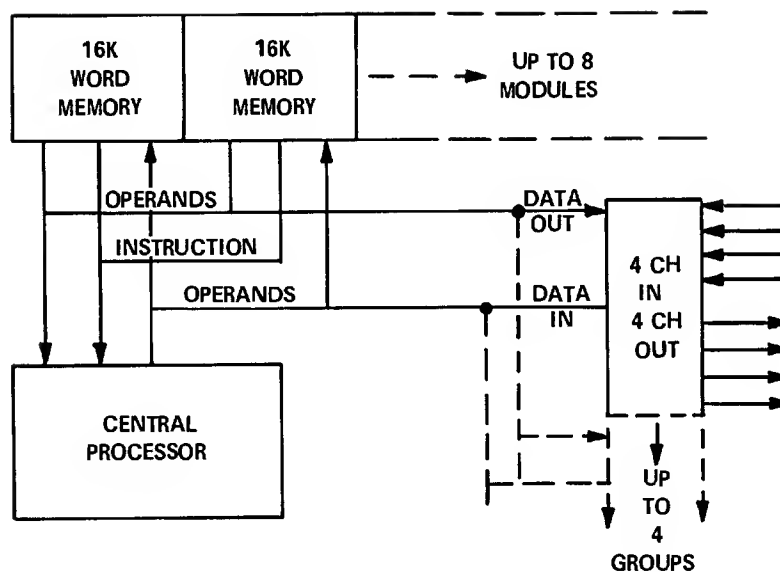 16K
WORD
MEMORY
16K
WORD
MEMORY
UP TO 8
MODULES
OPERANDS
DATA
OUT
INSTRUCTION
OPERANDS
DATA
IN
4 CH
IN
4 CH
OUT
CENTRAL
PROCESSOR
UP
TO
4
GROUPS